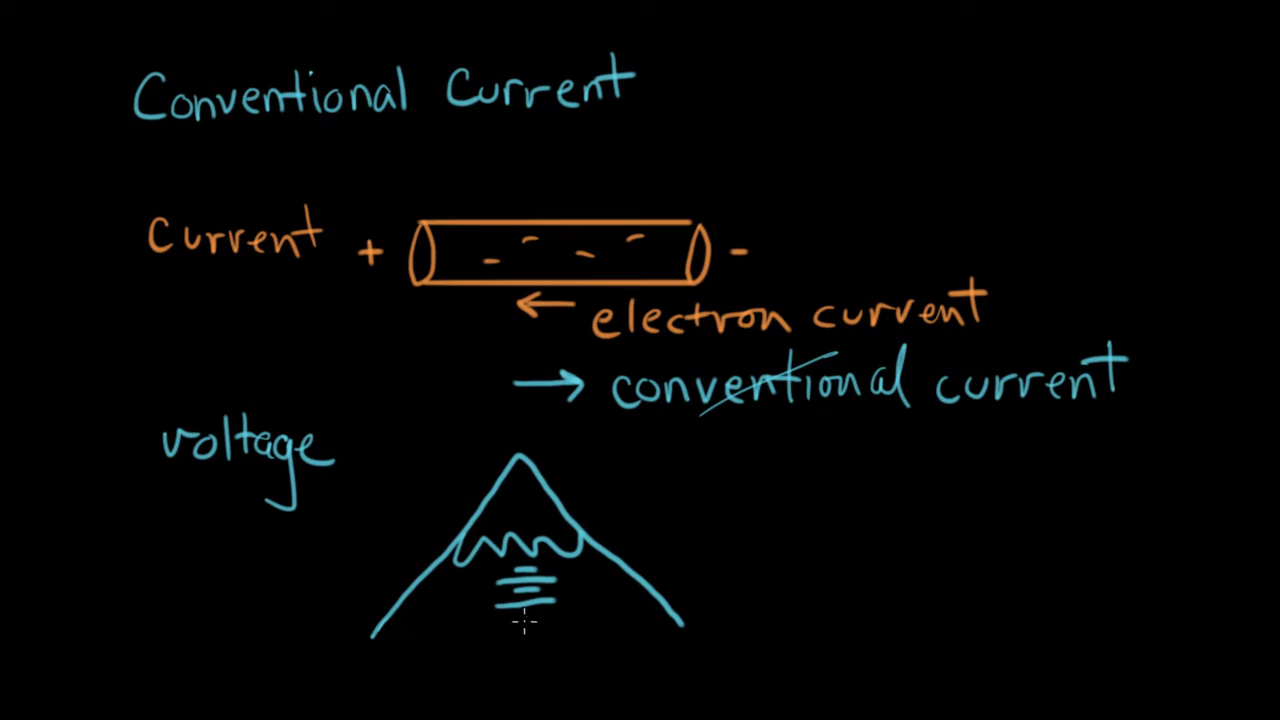 Conventional Current
Current + -
electron current
conventional current
voltage